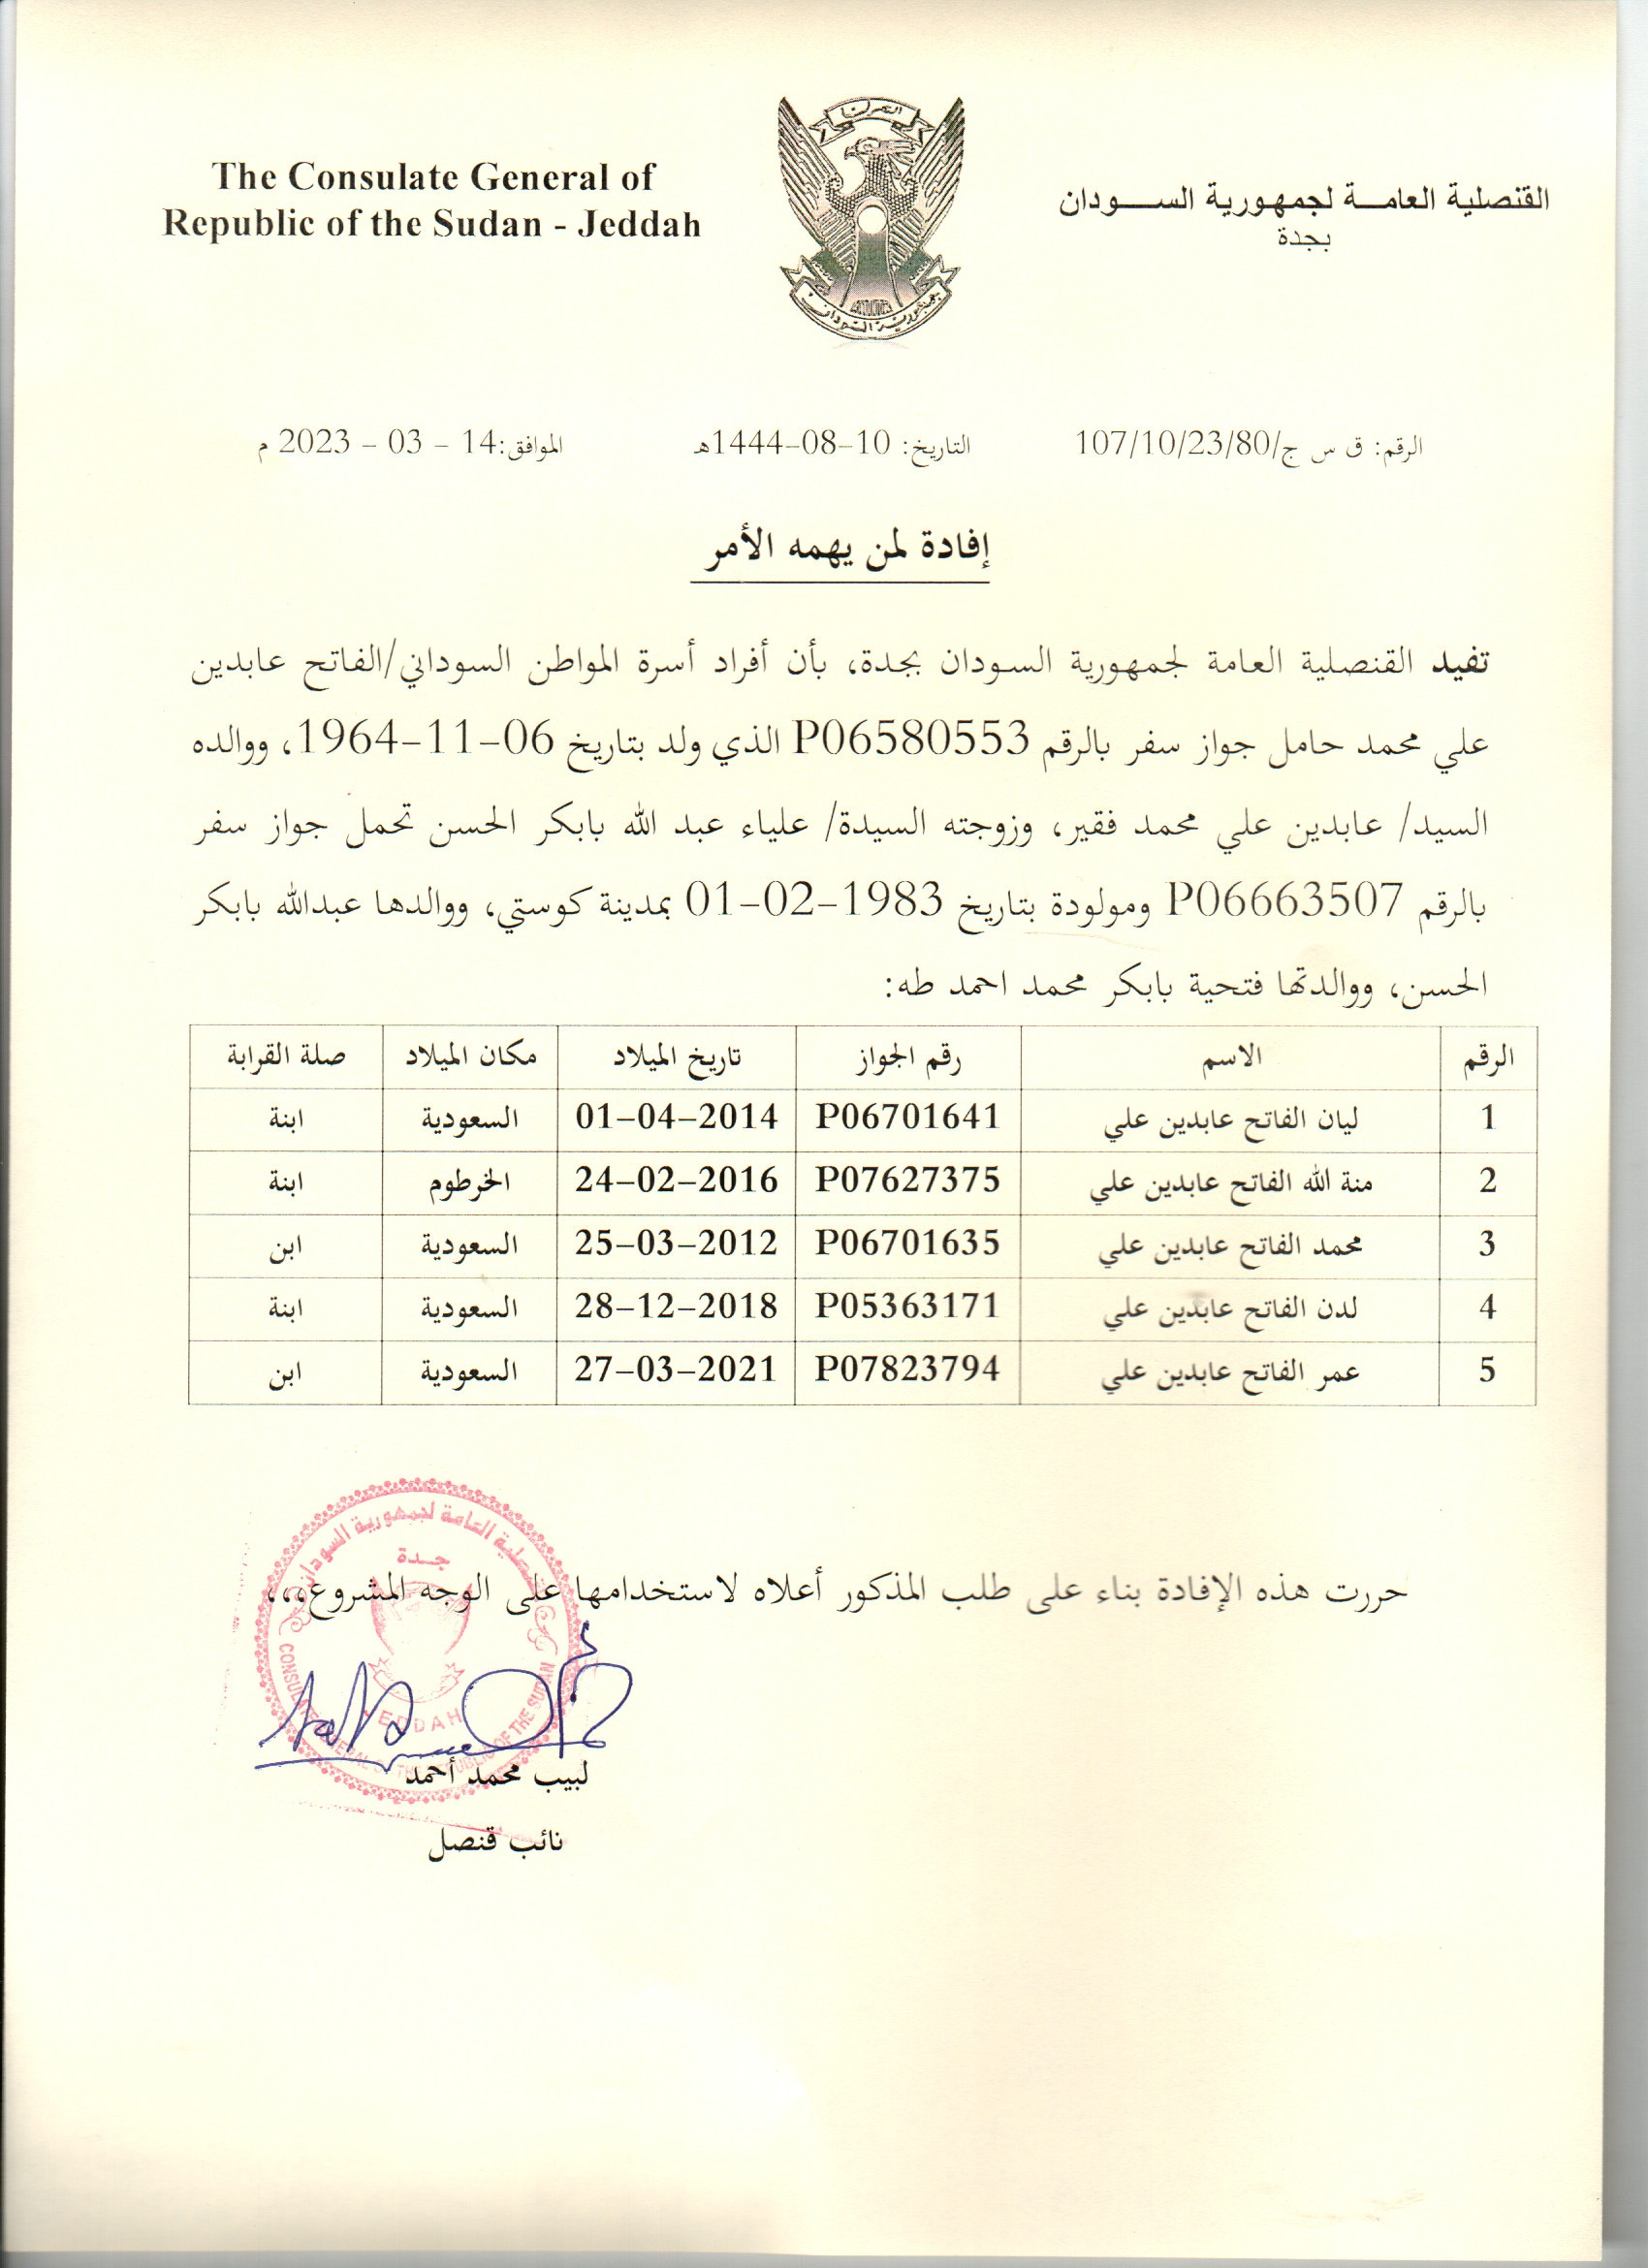 The Consulate General of
Republic of the Sudan - Jeddah
القنصلية العامة لجمهورية السودان
بجدة
النصر لنا
جمهورية السودان
الرقم: ق س ج/107/10/23/80 التاريخ: 10-08-1444هـ الموافق:14 - 03 - 2023 م
إفادة لمن يهمه الأمر
تفيد القنصلية العامة لجمهورية السودان بجدة، بأن أفراد أسرة المواطن السوداني/الفاتح عابدين
علي محمد حامل جواز سفر بالرقم P06580553 الذي ولد بتاريخ 06-11-1964، ووالده
السيد/ عابدين علي محمد فقير، وزوجته السيدة/ علياء عبد الله بابكر الحسن تحمل جواز سفر
بالرقم P06663507 ومولودة بتاريخ 1983-02-01 بمدينة كوستي، ووالدها عبدالله بابكر
الحسن، ووالدتها فتحية بابكر محمد احمد طه:
الرقم الاسم رقم الجواز تاريخ الميلاد مكان الميلاد صلة القرابة
1 ليان الفاتح عابدين علي P06701641 01-04-2014 السعودية ابنة
2 منة الله الفاتح عابدين علي P07627375 24-02-2016 الخرطوم ابنة
3 محمد الفاتح عابدين علي P06701635 25-03-2012 السعودية ابن
4 لدن الفاتح عابدين علي P05363171 28-12-2018 السعودية ابنة
5 عمر الفاتح عابدين علي P07823794 27-03-2021 السعودية ابن
حررت هذه الإفادة بناء على طلب المذكور أعلاه لاستخدامها على الوجه المشروع،،،
القنصلية العامة لجمهورية السودان
جدة
JEDDAH
CONSULATE GENERAL OF THE REPUBLIC OF THE SUDAN
لبيب محمد أحمد
نائب قنصل